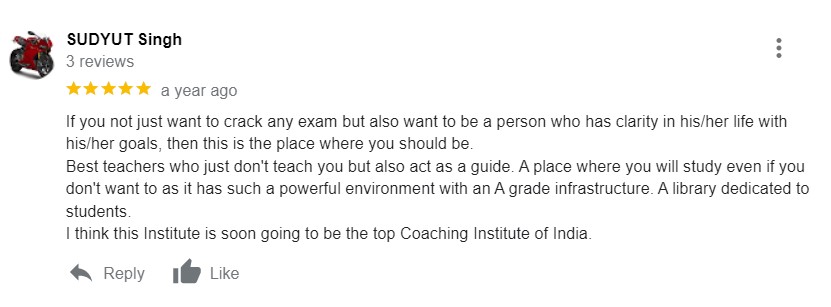 SUDYUT Singh
3 reviews
a year ago
If you not just want to crack any exam but also want to be a person who has clarity in his/her life with
his/her goals, then this is the place where you should be.
Best teachers who just don't teach you but also act as a guide. A place where you will study even if you
don't want to as it has such a powerful environment with an A grade infrastructure. A library dedicated to
students.
I think this Institute is soon going to be the top Coaching Institute of India.
Reply Like